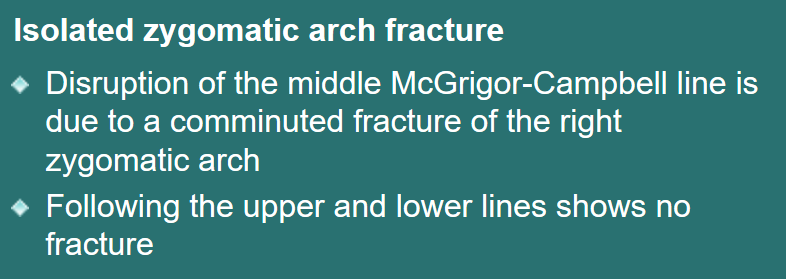 Isolated zygomatic arch fracture
Disruption of the middle McGrigor-Campbell line is
due to a comminuted fracture of the right
zygomatic arch
Following the upper and lower lines shows no
fracture